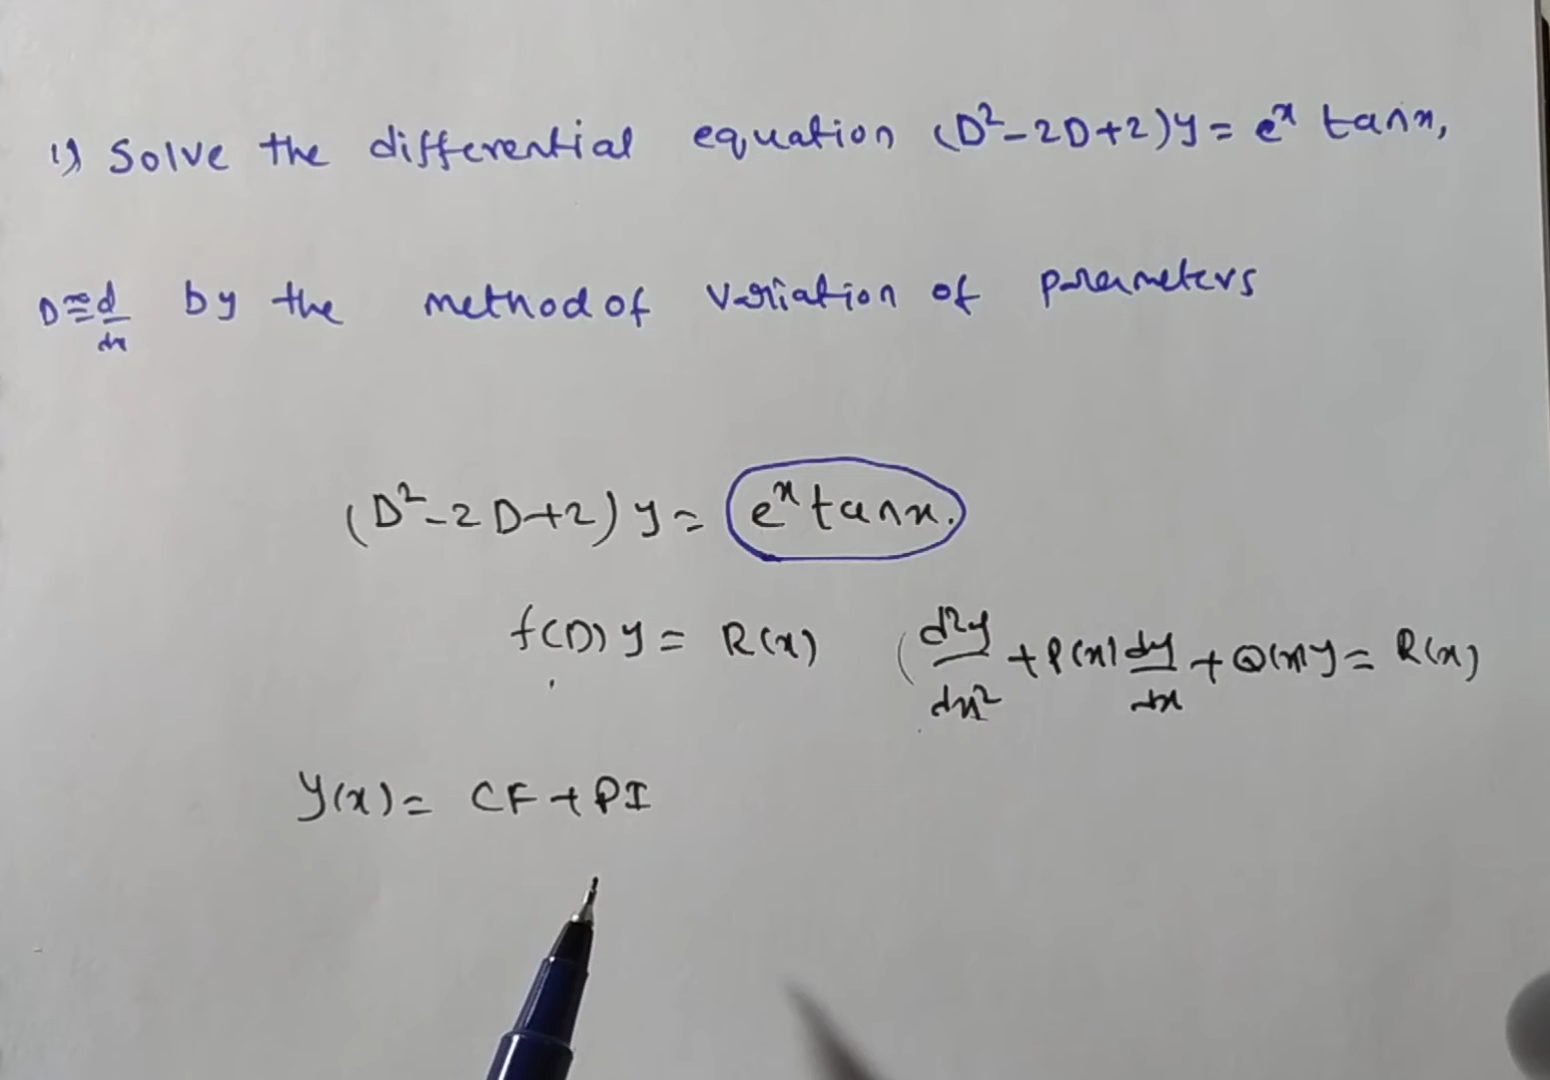 1) Solve the differential equation (D²-2D+2)y = eˣ tanx,
D≡d/dx by the method of variation of parameters
(D²-2D+2)y = eˣ tanx.
f(D)y = R(x) (d²y/dx² + P(x)dy/dx + Q(x)y = R(x)
y(x) = CF + PI